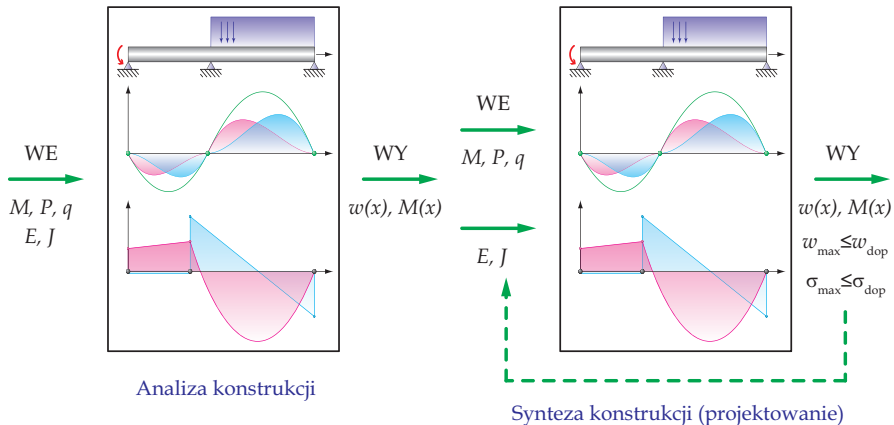 WE
M, P, q
E, J
WY
w(x), M(x)
Analiza konstrukcji
WE
M, P, q
E, J
WY
w(x), M(x)
w_max≤w_dop
σ_max≤σ_dop
Synteza konstrukcji (projektowanie)